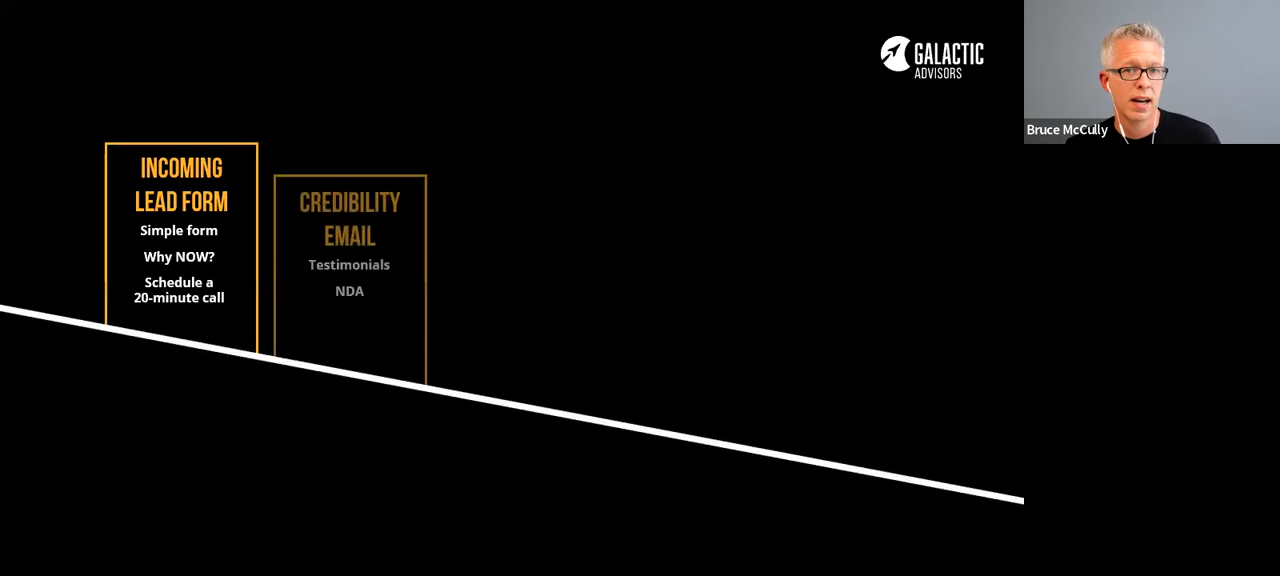 GALACTIC
ADVISORS
Bruce McCully
INCOMING
LEAD FORM
Simple form
Why NOW?
Schedule a
20-minute call
CREDIBILITY
EMAIL
Testimonials
NDA